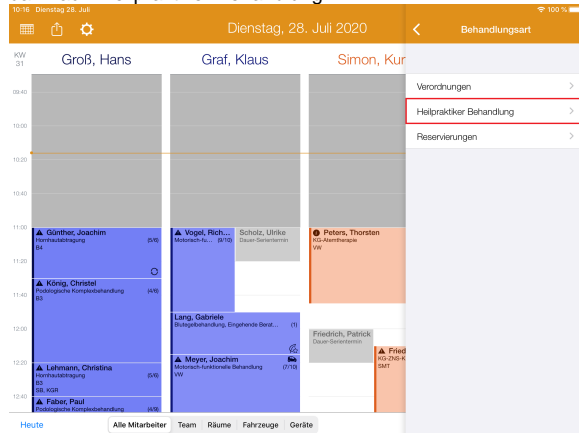 10:16 Dienstag 28. Juli
100 %
Dienstag, 28. Juli 2020
Behandlungsart
KW
31
Groß, Hans
Graf, Klaus
Simon, Kur
Verordnungen
Heilpraktiker Behandlung
Reservierungen
09:40
10:00
10:20
10:40
11:00
11:20
11:40
12:00
12:20
12:40
Günther, Joachim
Hornhautabtragung (5/6)
B4
König, Christel
Podologische Komplexbehandlung (4/6)
B3
Lehmann, Christina
Hornhautabtragung (5/6)
B3
SB, KGR
Faber, Paul
Podologische Komplexbehandlung (4/9)
Vogel, Rich...
Motorisch-fu... (9/10)
Scholz, Ulrike
Dauer-Serientermin
Lang, Gabriele
Blutegelbehandlung, Eingehende Berat... (1)
Meyer, Joachim
Motorisch-funktionelle Behandlung (7/10)
VW
Peters, Thorsten
KG-Atemtherapie
VW
Friedrich, Patrick
Dauer-Serientermin
Fried
KG-ZNS-K
SMT
Heute
Alle Mitarbeiter Team Räume Fahrzeuge Geräte